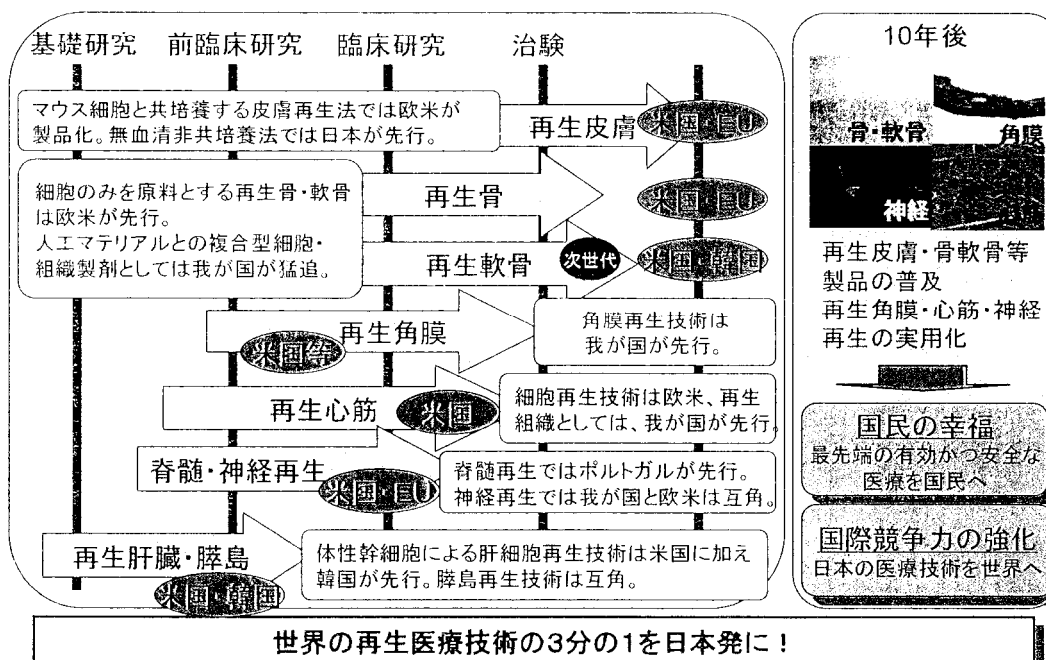 基礎研究
前臨床研究
臨床研究
治験
マウス細胞と共培養する皮膚再生法では欧米が
製品化。無血清非共培養法では日本が先行。
再生皮膚
米国・EU
細胞のみを原料とする再生骨・軟骨
は欧米が先行。
人工マテリアルとの複合型細胞・
組織製剤としては我が国が猛追。
再生骨
米国・EU
再生軟骨
次世代
米国・韓国
再生角膜
米国等
角膜再生技術は
我が国が先行。
再生心筋
米国
細胞再生技術は欧米、再生
組織としては、我が国が先行。
脊髄・神経再生
米国・EU
脊髄再生ではポルトガルが先行。
神経再生では我が国と欧米は互角。
再生肝臓・膵島
米国・韓国
体性幹細胞による肝細胞再生技術は米国に加え
韓国が先行。膵島再生技術は互角。
10年後
骨・軟骨
角膜
神経
再生皮膚・骨軟骨等
製品の普及
再生角膜・心筋・神経
再生の実用化
国民の幸福
最先端の有効かつ安全な
医療を国民へ
国際競争力の強化
日本の医療技術を世界へ
世界の再生医療技術の3分の1を日本発に！